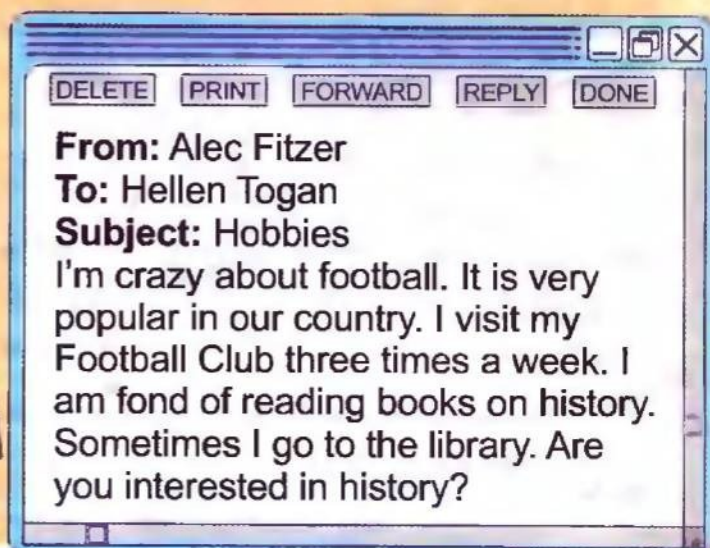 DELETE PRINT FORWARD REPLY DONE
From: Alec Fitzer
To: Hellen Togan
Subject: Hobbies
I'm crazy about football. It is very
popular in our country. I visit my
Football Club three times a week. I
am fond of reading books on history.
Sometimes I go to the library. Are
you interested in history?